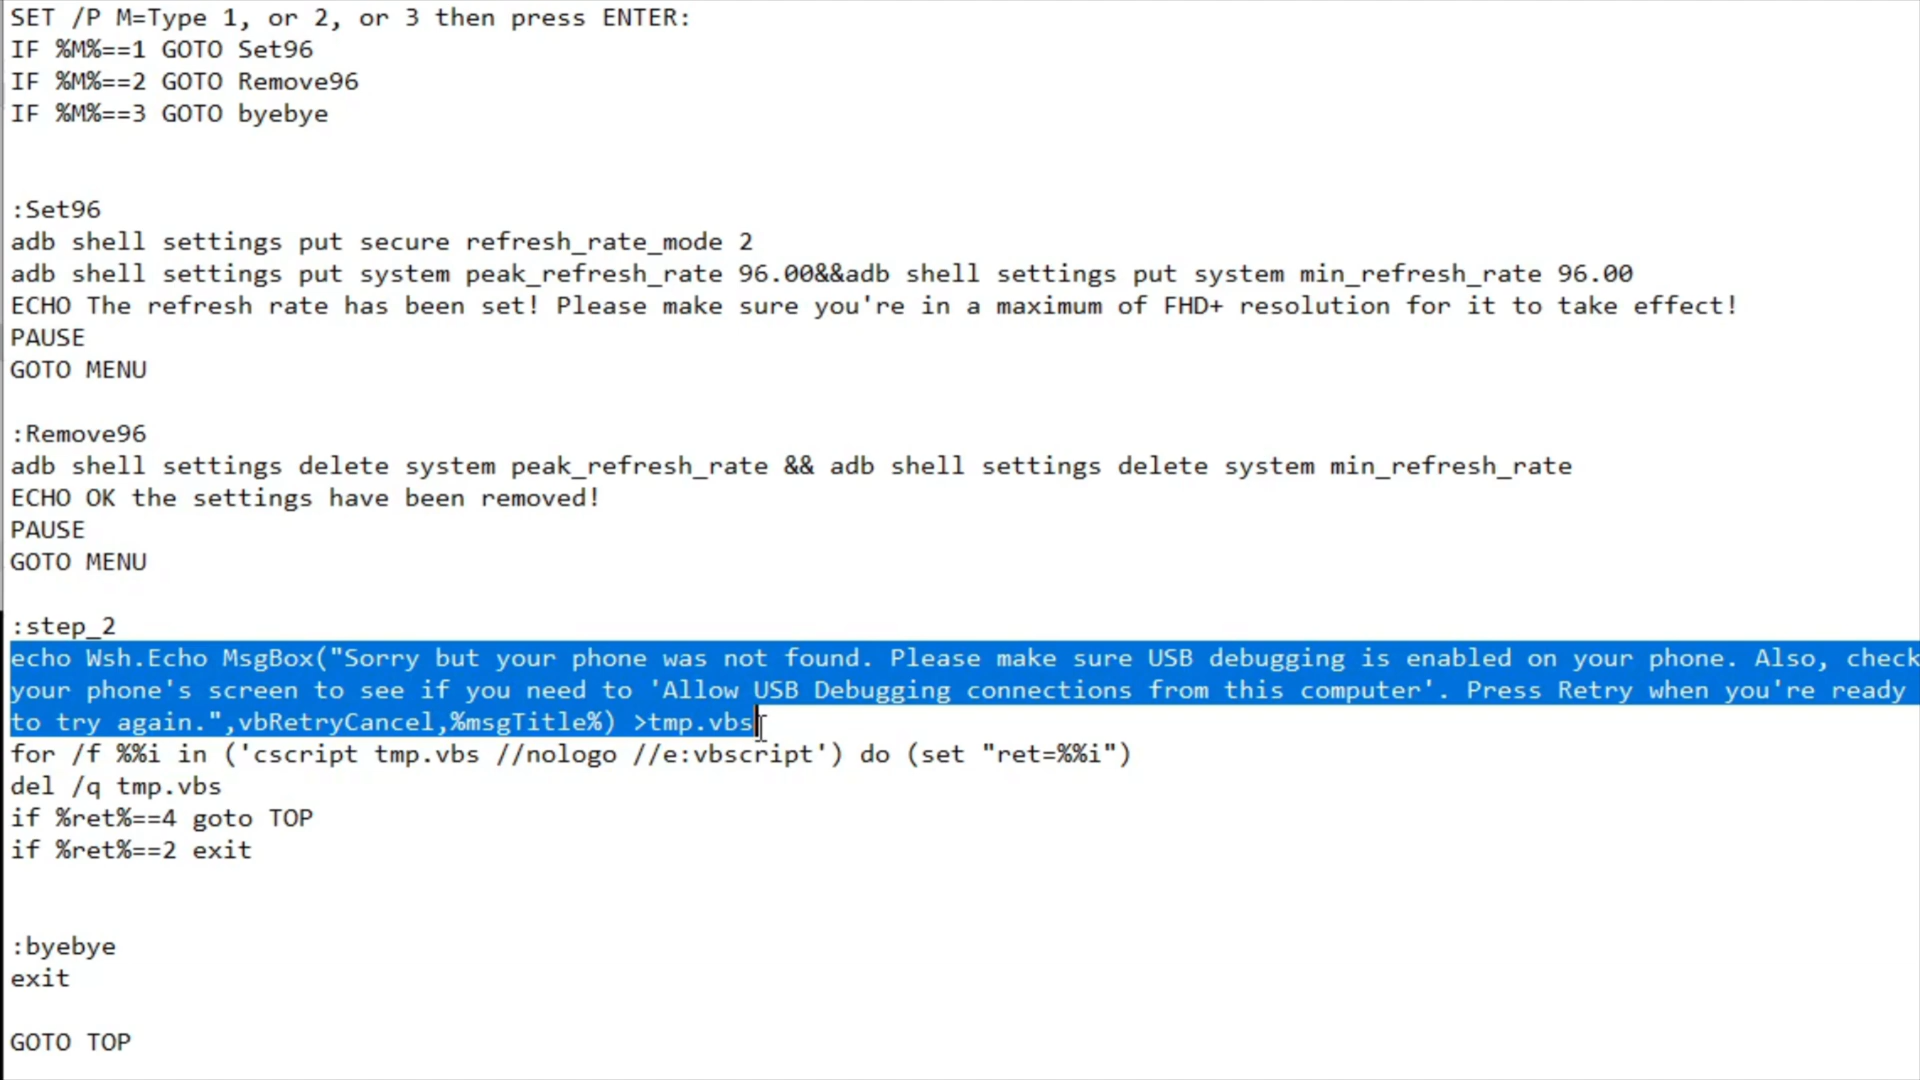 SET /P M=Type 1, or 2, or 3 then press ENTER:
IF %M%==1 GOTO Set96
IF %M%==2 GOTO Remove96
IF %M%==3 GOTO byebye
:Set96
adb shell settings put secure refresh_rate_mode 2
adb shell settings put system peak_refresh_rate 96.00&&adb shell settings put system min_refresh_rate 96.00
ECHO The refresh rate has been set! Please make sure you're in a maximum of FHD+ resolution for it to take effect!
PAUSE
GOTO MENU
:Remove96
adb shell settings delete system peak_refresh_rate && adb shell settings delete system min_refresh_rate
ECHO OK the settings have been removed!
PAUSE
GOTO MENU
:step_2
echo Wsh.Echo MsgBox("Sorry but your phone was not found. Please make sure USB debugging is enabled on your phone. Also, check
your phone's screen to see if you need to 'Allow USB Debugging connections from this computer'. Press Retry when you're ready
to try again.",vbRetryCancel,%msgTitle%) >tmp.vbs
for /f %%i in ('cscript tmp.vbs //nologo //e:vbscript') do (set "ret=%%i")
del /q tmp.vbs
if %ret%==4 goto TOP
if %ret%==2 exit
:byebye
exit
GOTO TOP